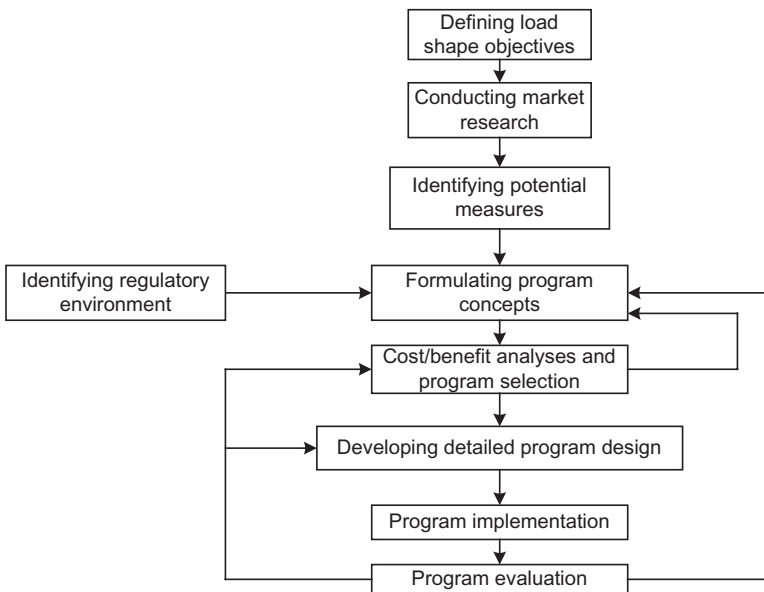 Defining load
shape objectives
Conducting market
research
Identifying potential
measures
Identifying regulatory
environment
Formulating program
concepts
Cost/benefit analyses and
program selection
Developing detailed program design
Program implementation
Program evaluation